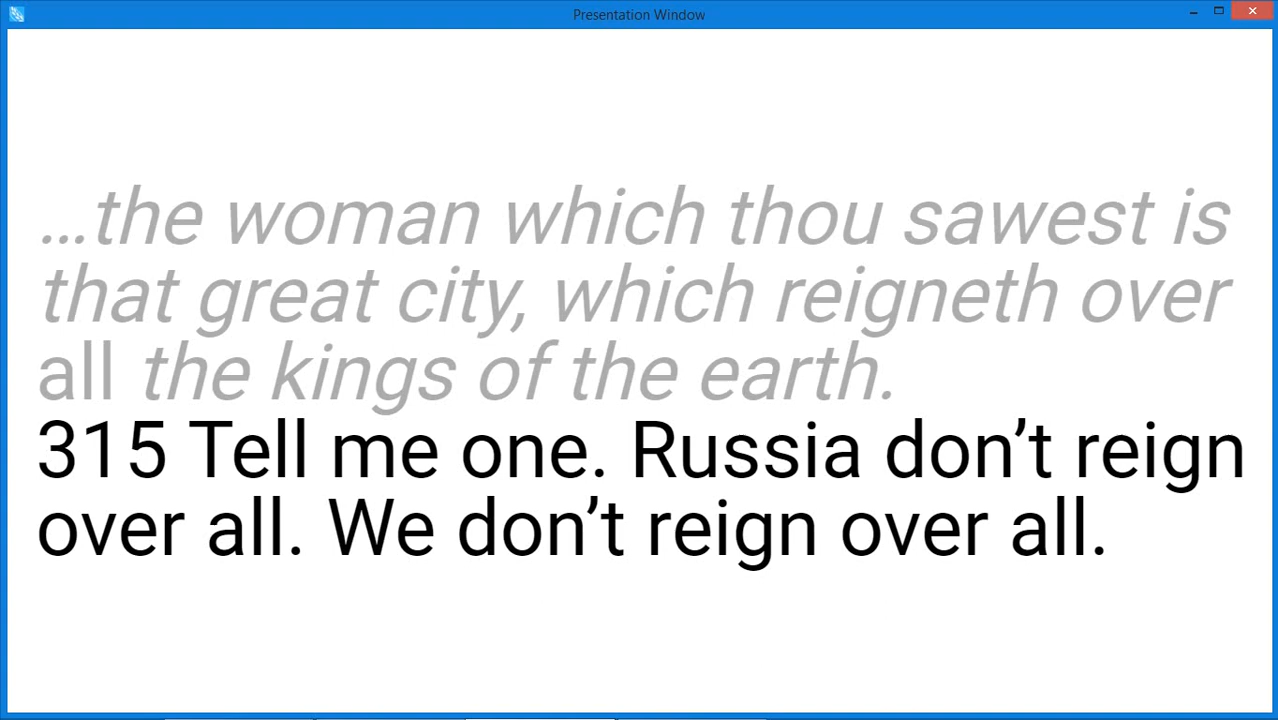 Presentation Window
…the woman which thou sawest is
that great city, which reigneth over
all the kings of the earth.
315 Tell me one. Russia don’t reign
over all. We don’t reign over all.